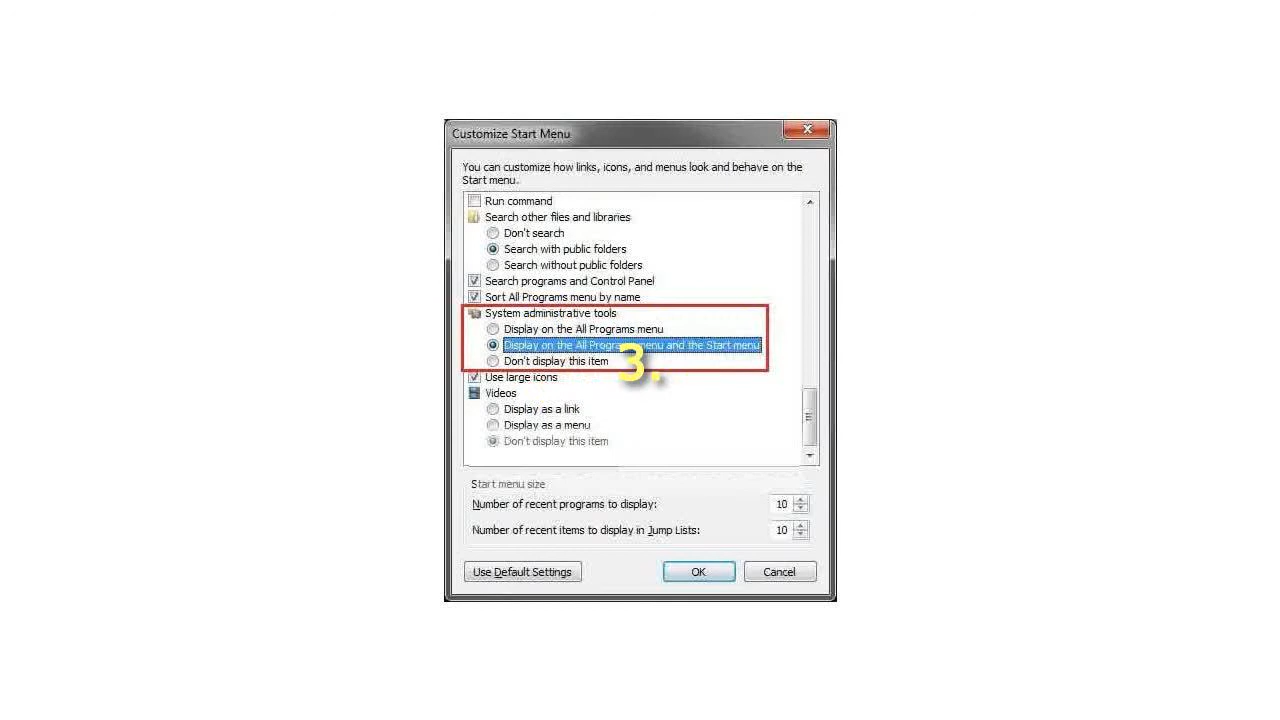 Customize Start Menu
You can customize how links, icons, and menus look and behave on the
Start menu.
Run command
Search other files and libraries
Don't search
Search with public folders
Search without public folders
Search programs and Control Panel
Sort All Programs menu by name
System administrative tools
Display on the All Programs menu
Display on the All Programs menu and the Start menu
Don't display this item
3.
Use large icons
Videos
Display as a link
Display as a menu
Don't display this item
Start menu size
Number of recent programs to display: 10
Number of recent items to display in Jump Lists: 10
Use Default Settings OK Cancel